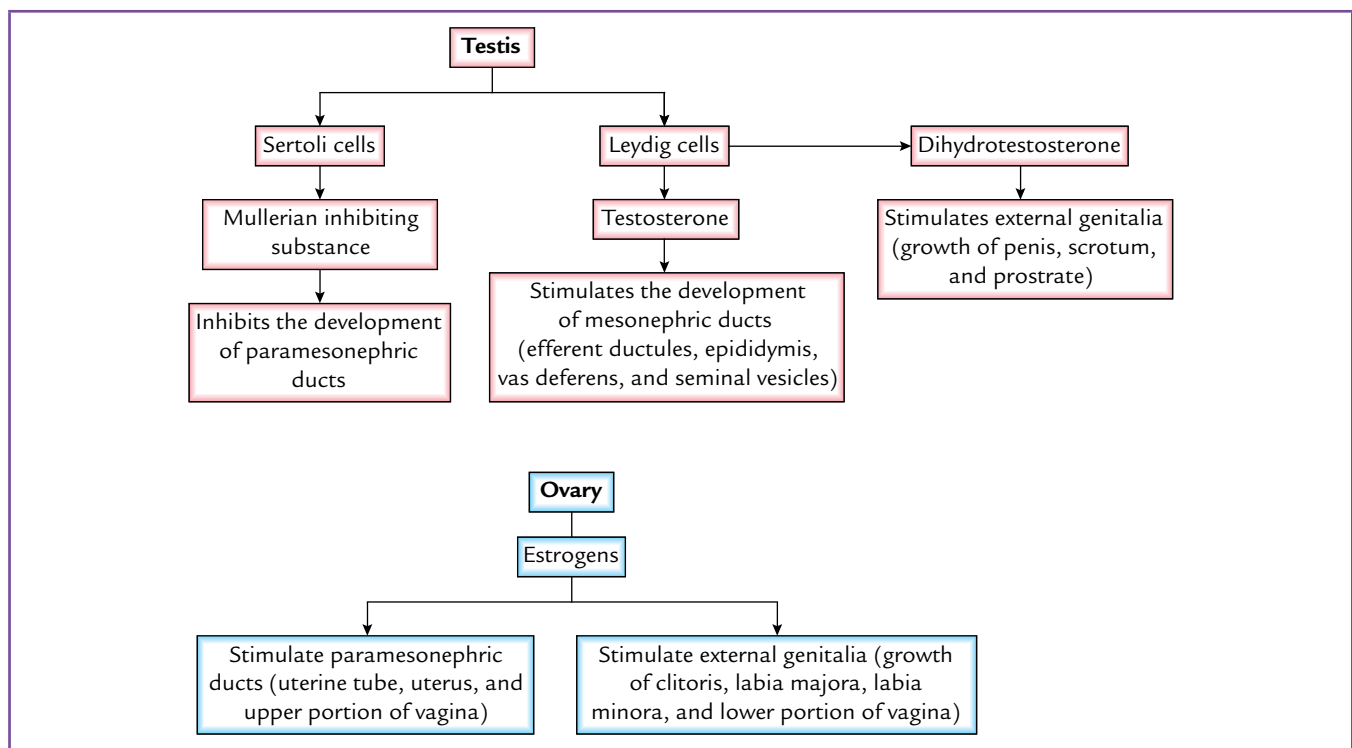 Testis
Sertoli cells
Leydig cells
Dihydrotestosterone
Mullerian inhibiting
substance
Testosterone
Stimulates external genitalia
(growth of penis, scrotum,
and prostrate)
Inhibits the development
of paramesonephric
ducts
Stimulates the development
of mesonephric ducts
(efferent ductules, epididymis,
vas deferens, and seminal vesicles)
Ovary
Estrogens
Stimulate paramesonephric
ducts (uterine tube, uterus, and
upper portion of vagina)
Stimulate external genitalia (growth
of clitoris, labia majora, labia
minora, and lower portion of vagina)